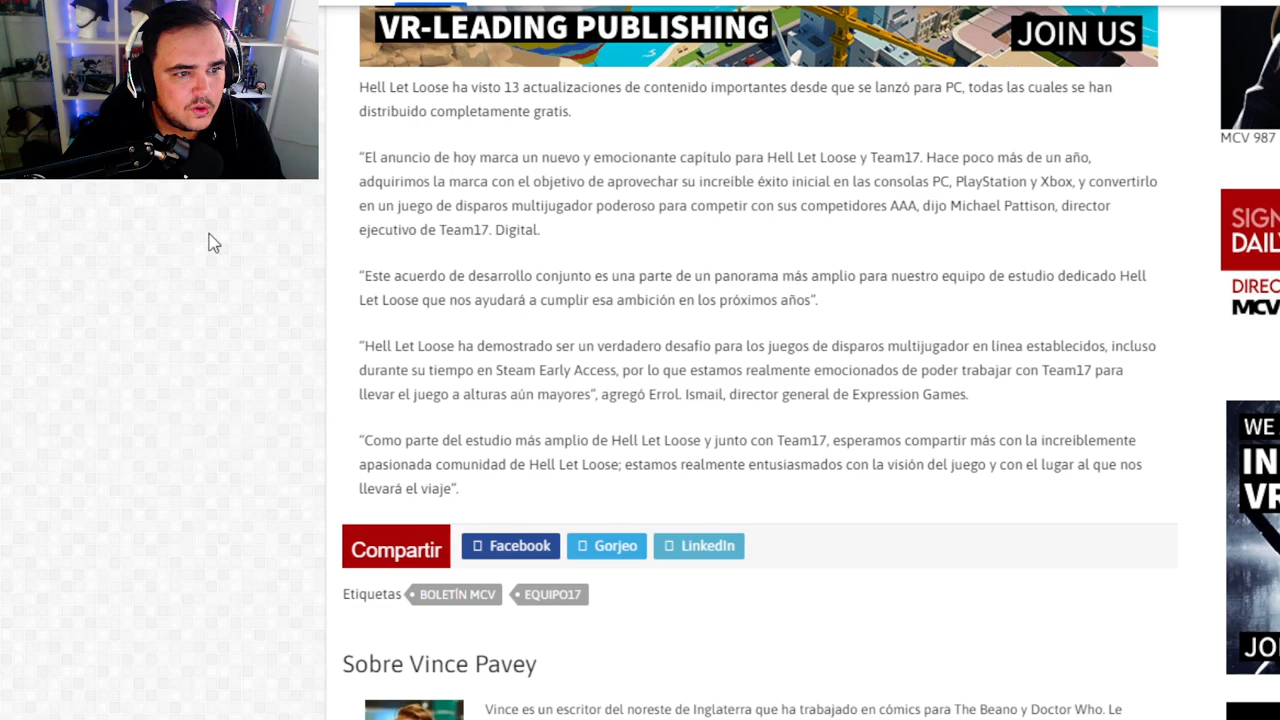 VR-LEADING PUBLISHING
JOIN US
Hell Let Loose ha visto 13 actualizaciones de contenido importantes desde que se lanzó para PC, todas las cuales se han
distribuido completamente gratis.
“El anuncio de hoy marca un nuevo y emocionante capítulo para Hell Let Loose y Team17. Hace poco más de un año,
adquirimos la marca con el objetivo de aprovechar su increíble éxito inicial en las consolas PC, PlayStation y Xbox, y convertirlo
en un juego de disparos multijugador poderoso para competir con sus competidores AAA, dijo Michael Pattison, director
ejecutivo de Team17. Digital.
“Este acuerdo de desarrollo conjunto es una parte de un panorama más amplio para nuestro equipo de estudio dedicado Hell
Let Loose que nos ayudará a cumplir esa ambición en los próximos años”.
“Hell Let Loose ha demostrado ser un verdadero desafío para los juegos de disparos multijugador en línea establecidos, incluso
durante su tiempo en Steam Early Access, por lo que estamos realmente emocionados de poder trabajar con Team17 para
llevar el juego a alturas aún mayores”, agregó Errol. Ismail, director general de Expression Games.
“Como parte del estudio más amplio de Hell Let Loose y junto con Team17, esperamos compartir más con la increíblemente
apasionada comunidad de Hell Let Loose; estamos realmente entusiasmados con la visión del juego y con el lugar al que nos
llevará el viaje”.
Compartir
Facebook
Gorjeo
LinkedIn
Etiquetas
BOLETÍN MCV
EQUIPO17
Sobre Vince Pavey
Vince es un escritor del noreste de Inglaterra que ha trabajado en cómics para The Beano y Doctor Who. Le
MCV 987
SIGN
DAIL
DIREC
MCV
WE
IN
VR
JO